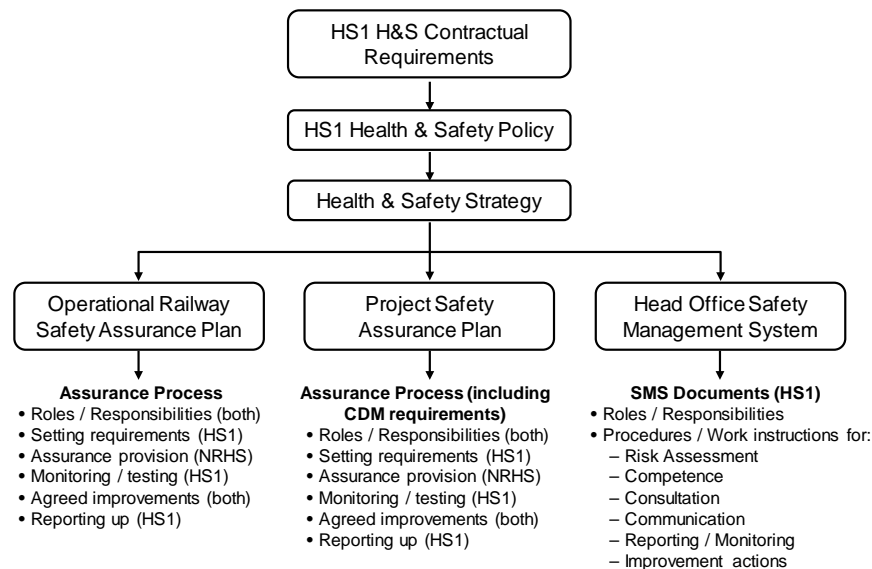 HS1 H&S Contractual
Requirements
HS1 Health & Safety Policy
Health & Safety Strategy
Operational Railway
Safety Assurance Plan
Project Safety
Assurance Plan
Head Office Safety
Management System
Assurance Process
• Roles / Responsibilities (both)
• Setting requirements (HS1)
• Assurance provision (NRHS)
• Monitoring / testing (HS1)
• Agreed improvements (both)
• Reporting up (HS1)
Assurance Process (including
CDM requirements)
• Roles / Responsibilities (both)
• Setting requirements (HS1)
• Assurance provision (NRHS)
• Monitoring / testing (HS1)
• Agreed improvements (both)
• Reporting up (HS1)
SMS Documents (HS1)
• Roles / Responsibilities
• Procedures / Work instructions for:
– Risk Assessment
– Competence
– Consultation
– Communication
– Reporting / Monitoring
– Improvement actions